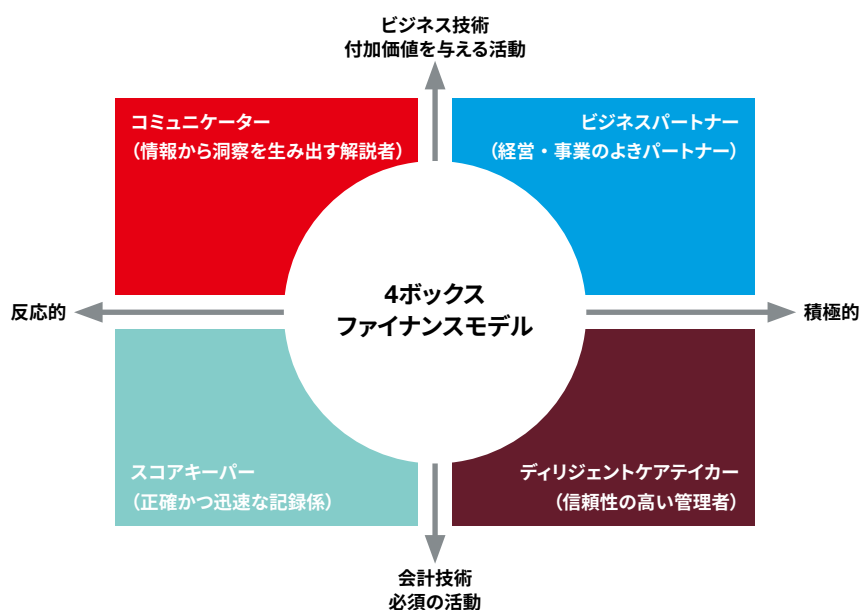 ビジネス技術
付加価値を与える活動
コミュニケーター
（情報から洞察を生み出す解説者）
ビジネスパートナー
（経営・事業のよきパートナー）
反応的
4ボックス
ファイナンスモデル
積極的
スコアキーパー
（正確かつ迅速な記録係）
ディリジェントケアテイカー
（信頼性の高い管理者）
会計技術
必須の活動